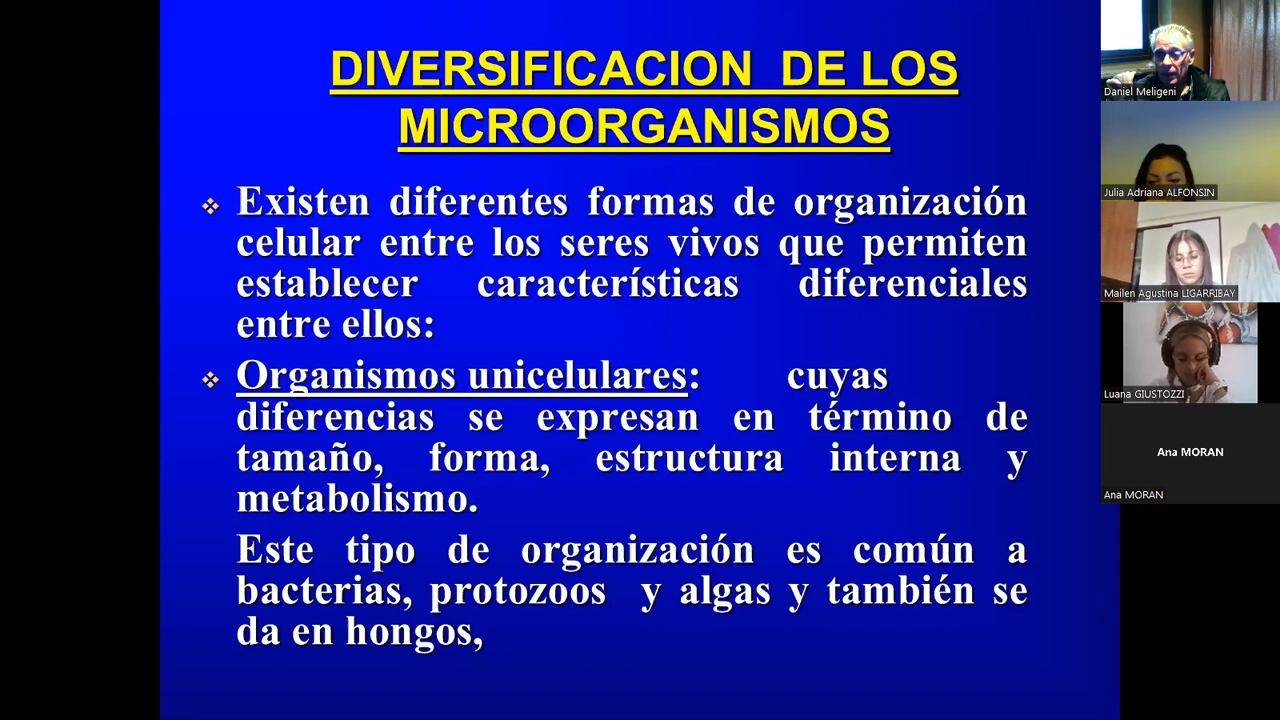 DIVERSIFICACION DE LOS
MICROORGANISMOS
Existen diferentes formas de organización
celular entre los seres vivos que permiten
establecer características diferenciales
entre ellos:
Organismos unicelulares: cuyas
diferencias se expresan en término de
tamaño, forma, estructura interna y
metabolismo.
Este tipo de organización es común a
bacterias, protozoos y algas y también se
da en hongos,
Daniel Meligeni
Julia Adriana ALFONSIN
Mailen Agustina LIGARRIBAY
Luana GIUSTOZZI
Ana MORAN
Ana MORAN